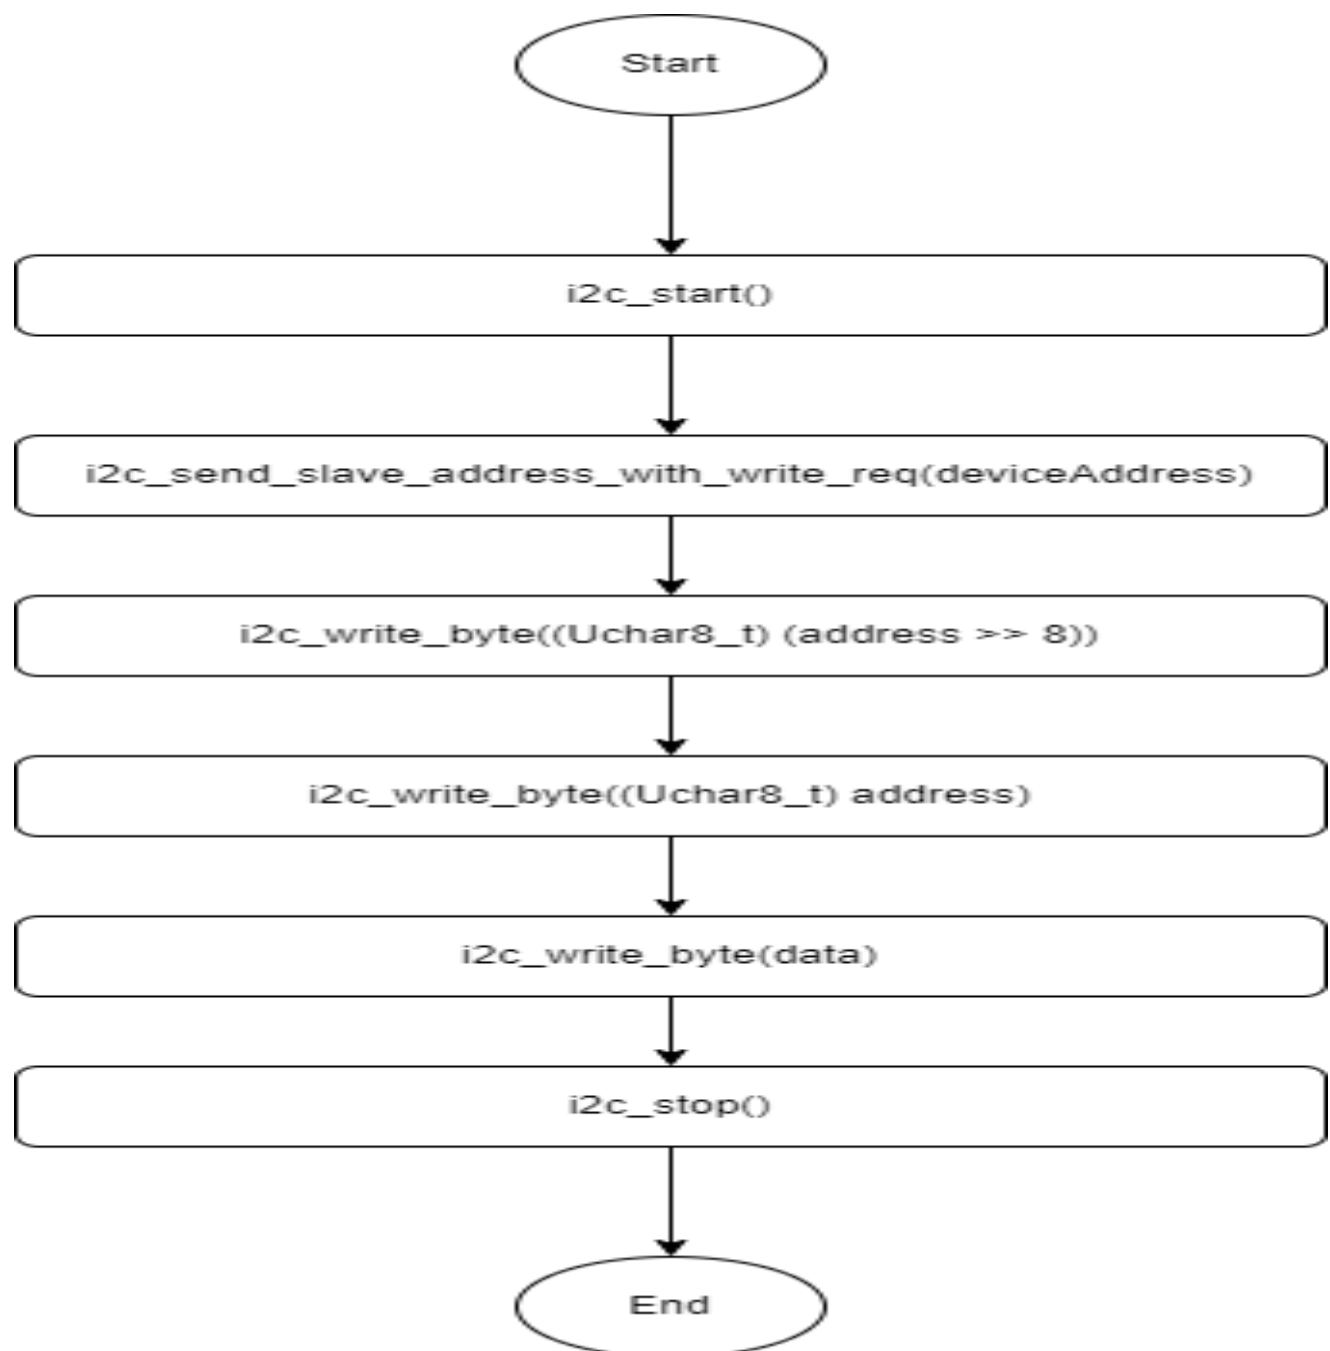 Start
i2c_start()
i2c_send_slave_address_with_write_req(deviceAddress)
i2c_write_byte((Uchar8_t) (address >> 8))
i2c_write_byte((Uchar8_t) address)
i2c_write_byte(data)
i2c_stop()
End